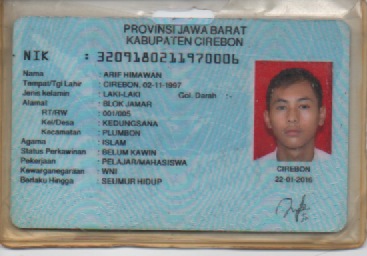 PROVINSI JAWA BARAT
KABUPATEN CIREBON
NIK : 3209180211970006
Nama : ARIF HIMAWAN
Tempat/Tgl Lahir : CIREBON, 02-11-1997
Jenis kelamin : LAKI-LAKI Gol. Darah :-
Alamat : BLOK JAMAR
RT/RW : 001/005
Kel/Desa : KEDUNGSANA
Kecamatan : PLUMBON
Agama : ISLAM
Status Perkawinan : BELUM KAWIN
Pekerjaan : PELAJAR/MAHASISWA
Kewarganegaraan : WNI
Berlaku Hingga : SEUMUR HIDUP
CIREBON
22-01-2016